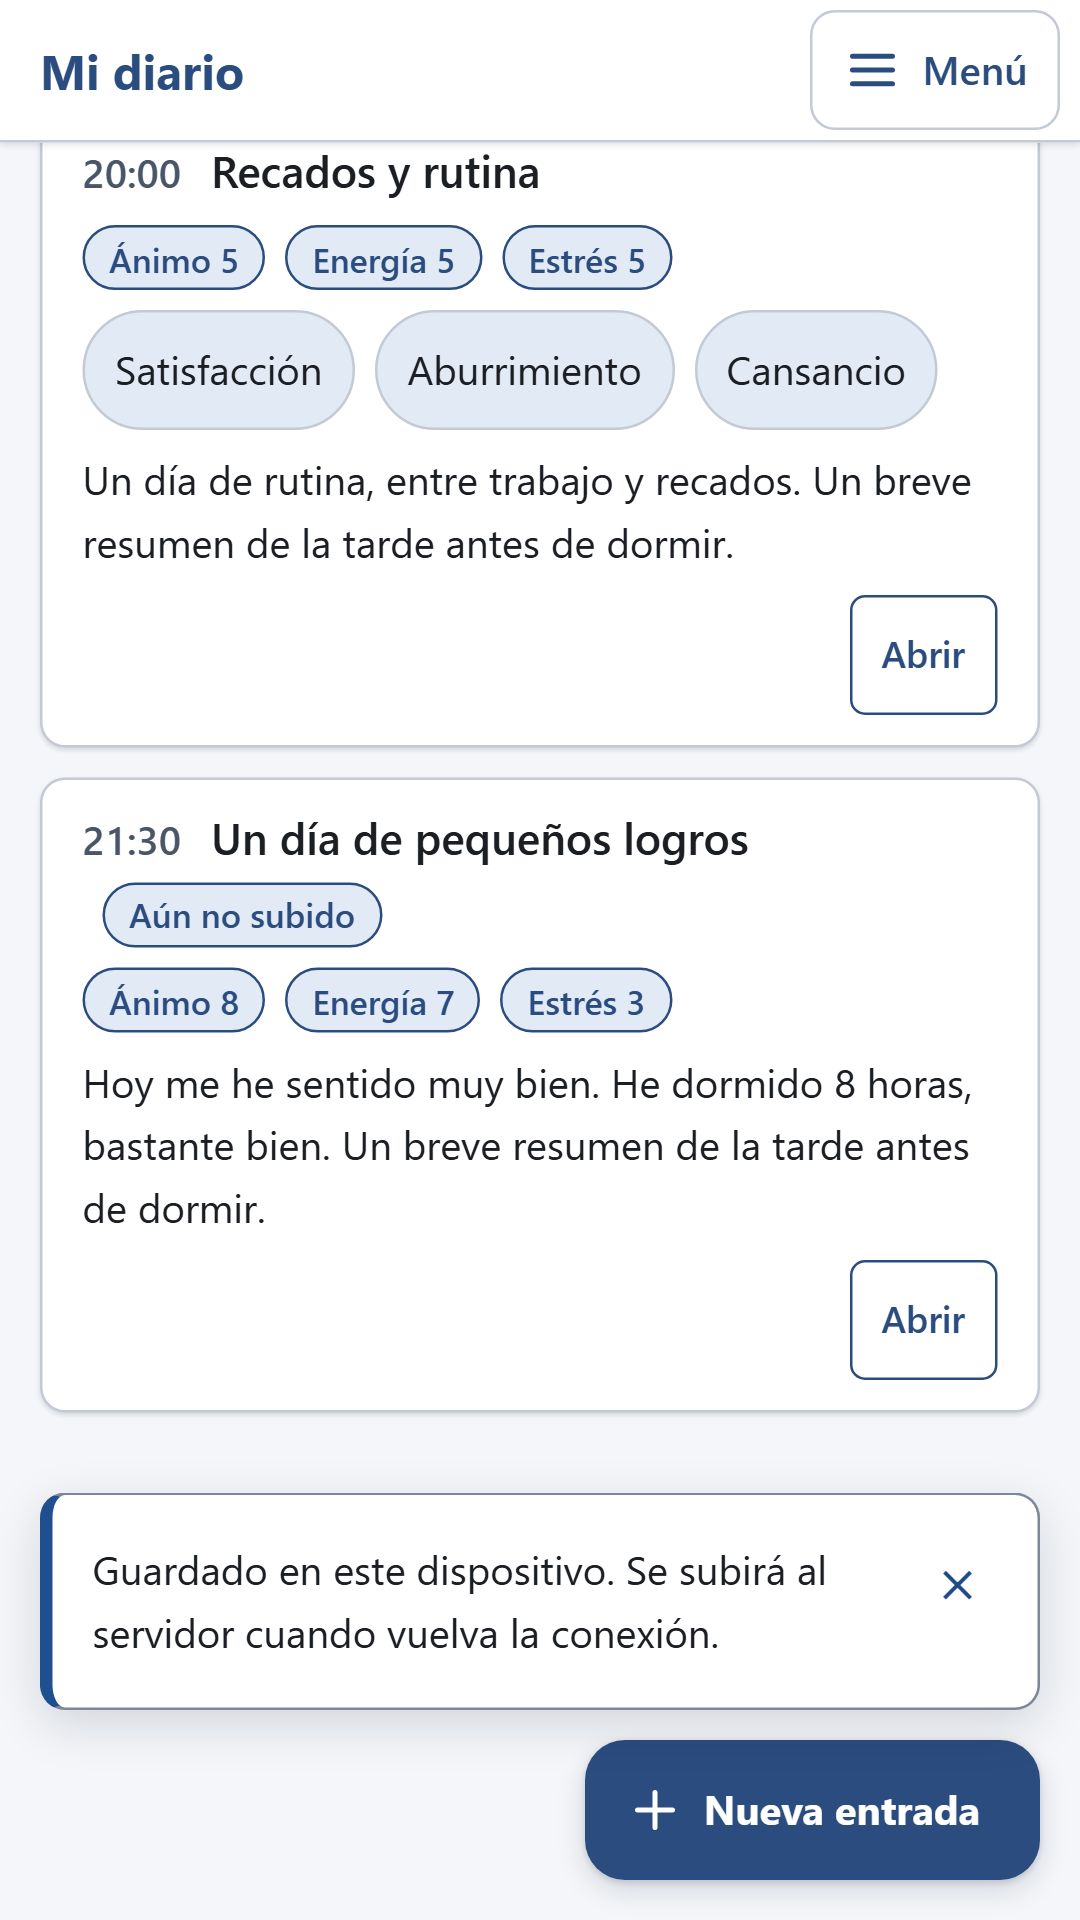 Mi diario
Menú
20:00 Recados y rutina
Ánimo 5 Energía 5 Estrés 5
Satisfacción Aburrimiento Cansancio
Un día de rutina, entre trabajo y recados. Un breve
resumen de la tarde antes de dormir.
Abrir
21:30 Un día de pequeños logros
Aún no subido
Ánimo 8 Energía 7 Estrés 3
Hoy me he sentido muy bien. He dormido 8 horas,
bastante bien. Un breve resumen de la tarde antes
de dormir.
Abrir
Guardado en este dispositivo. Se subirá al
servidor cuando vuelva la conexión.
Nueva entrada